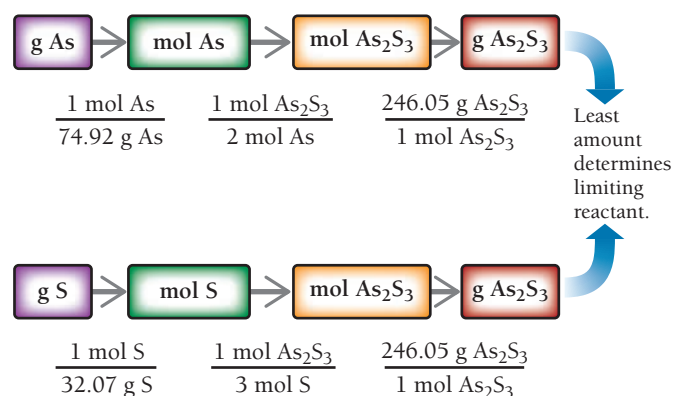 g As mol As mol As₂S₃ g As₂S₃
1 mol As 1 mol As₂S₃ 246.05 g As₂S₃
74.92 g As 2 mol As 1 mol As₂S₃
Least
amount
determines
limiting
reactant.
g S mol S mol As₂S₃ g As₂S₃
1 mol S 1 mol As₂S₃ 246.05 g As₂S₃
32.07 g S 3 mol S 1 mol As₂S₃